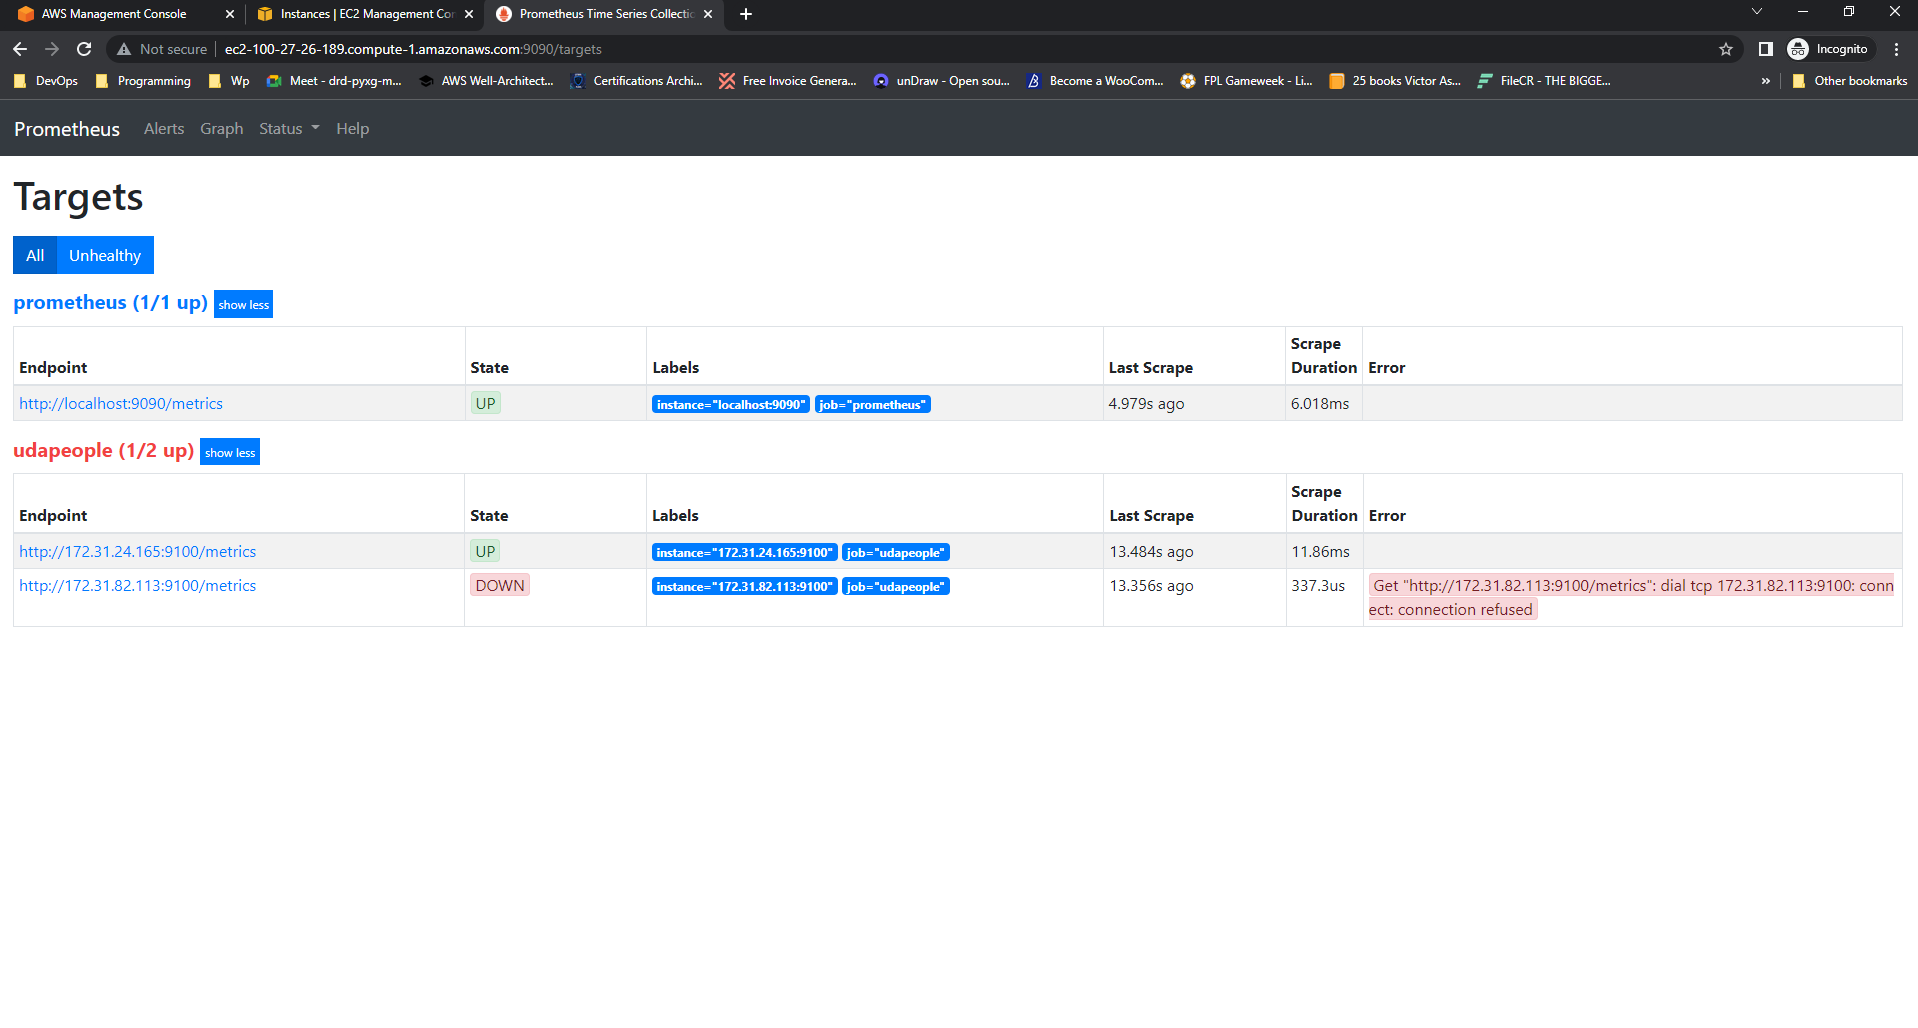 AWS Management Console
Instances | EC2 Management Con
Prometheus Time Series Collectio
Not secure
ec2-100-27-26-189.compute-1.amazonaws.com:9090/targets
Incognito
DevOps
Programming
Wp
Meet - drd-pyxg-m...
AWS Well-Architect...
Certifications Archi...
Free Invoice Genera...
unDraw - Open sou...
Become a WooCom...
FPL Gameweek - Li...
25 books Victor As...
FileCR - THE BIGGE...
»
Other bookmarks
Prometheus Alerts Graph Status Help
Targets
All Unhealthy
prometheus (1/1 up) show less
Endpoint State Labels Last Scrape Scrape Duration Error
http://localhost:9090/metrics UP instance="localhost:9090" job="prometheus" 4.979s ago 6.018ms
udapeople (1/2 up) show less
Endpoint State Labels Last Scrape Scrape Duration Error
http://172.31.24.165:9100/metrics UP instance="172.31.24.165:9100" job="udapeople" 13.484s ago 11.86ms
http://172.31.82.113:9100/metrics DOWN instance="172.31.82.113:9100" job="udapeople" 13.356s ago 337.3us Get "http://172.31.82.113:9100/metrics": dial tcp 172.31.82.113:9100: conn
ect: connection refused